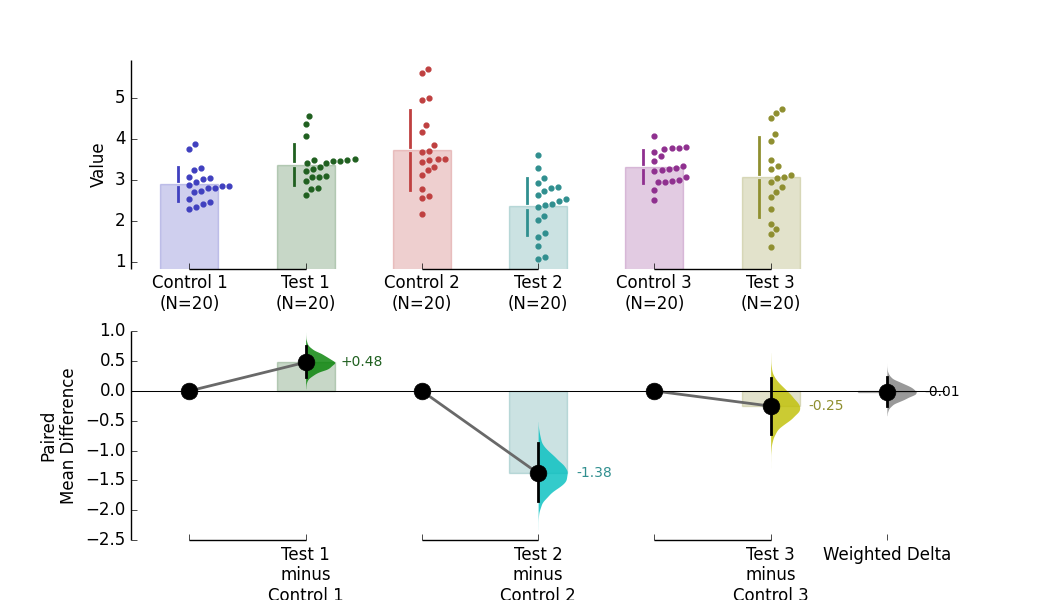 Value
5
4
3
2
1
Control 1 Test 1 Control 2 Test 2 Control 3 Test 3
(N=20) (N=20) (N=20) (N=20) (N=20) (N=20)
Paired
Mean Difference
1.0
0.5
0.0
−0.5
−1.0
−1.5
−2.0
−2.5
+0.48
-1.38
-0.25
-0.01
Test 1 Test 2 Test 3 Weighted Delta
minus minus minus
Control 1 Control 2 Control 3